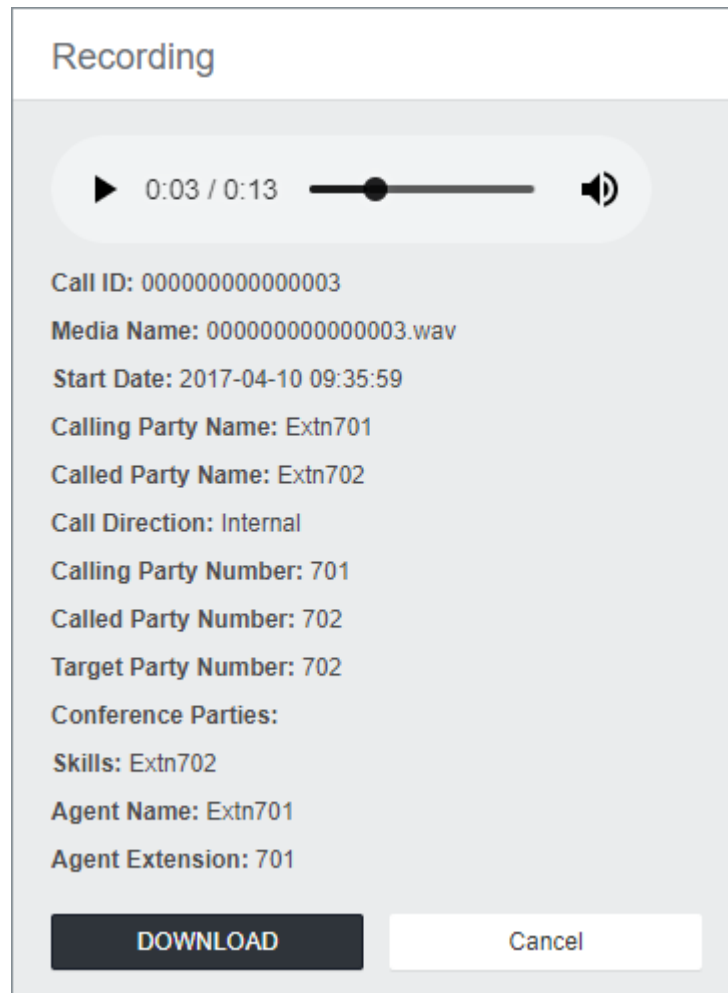 Recording
0:03 / 0:13
Call ID: 000000000000003
Media Name: 000000000000003.wav
Start Date: 2017-04-10 09:35:59
Calling Party Name: Extn701
Called Party Name: Extn702
Call Direction: Internal
Calling Party Number: 701
Called Party Number: 702
Target Party Number: 702
Conference Parties:
Skills: Extn702
Agent Name: Extn701
Agent Extension: 701
DOWNLOAD Cancel